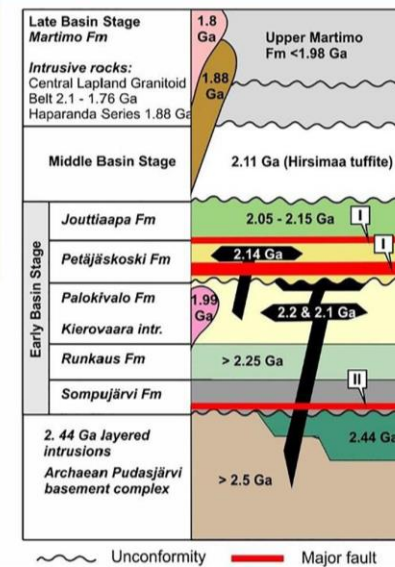 Late Basin Stage
Martimo Fm
Intrusive rocks:
Central Lapland Granitoid
Belt 2.1 - 1.76 Ga
Haparanda Series 1.88 Ga
1.8
Ga
1.88
Ga
Upper Martimo
Fm <1.98 Ga
Middle Basin Stage
2.11 Ga (Hirsimaa tuffite)
Early Basin Stage
Jouttiaapa Fm
2.05 - 2.15 Ga
I
I
Petäjäskoski Fm
2.14 Ga
Palokivalo Fm
Kierovaara intr.
1.99
Ga
2.2 & 2.1 Ga
Runkaus Fm
> 2.25 Ga
II
Sompujärvi Fm
2. 44 Ga layered
intrusions
Archaean Pudasjärvi
basement complex
2.44 Ga
> 2.5 Ga
Unconformity
Major fault